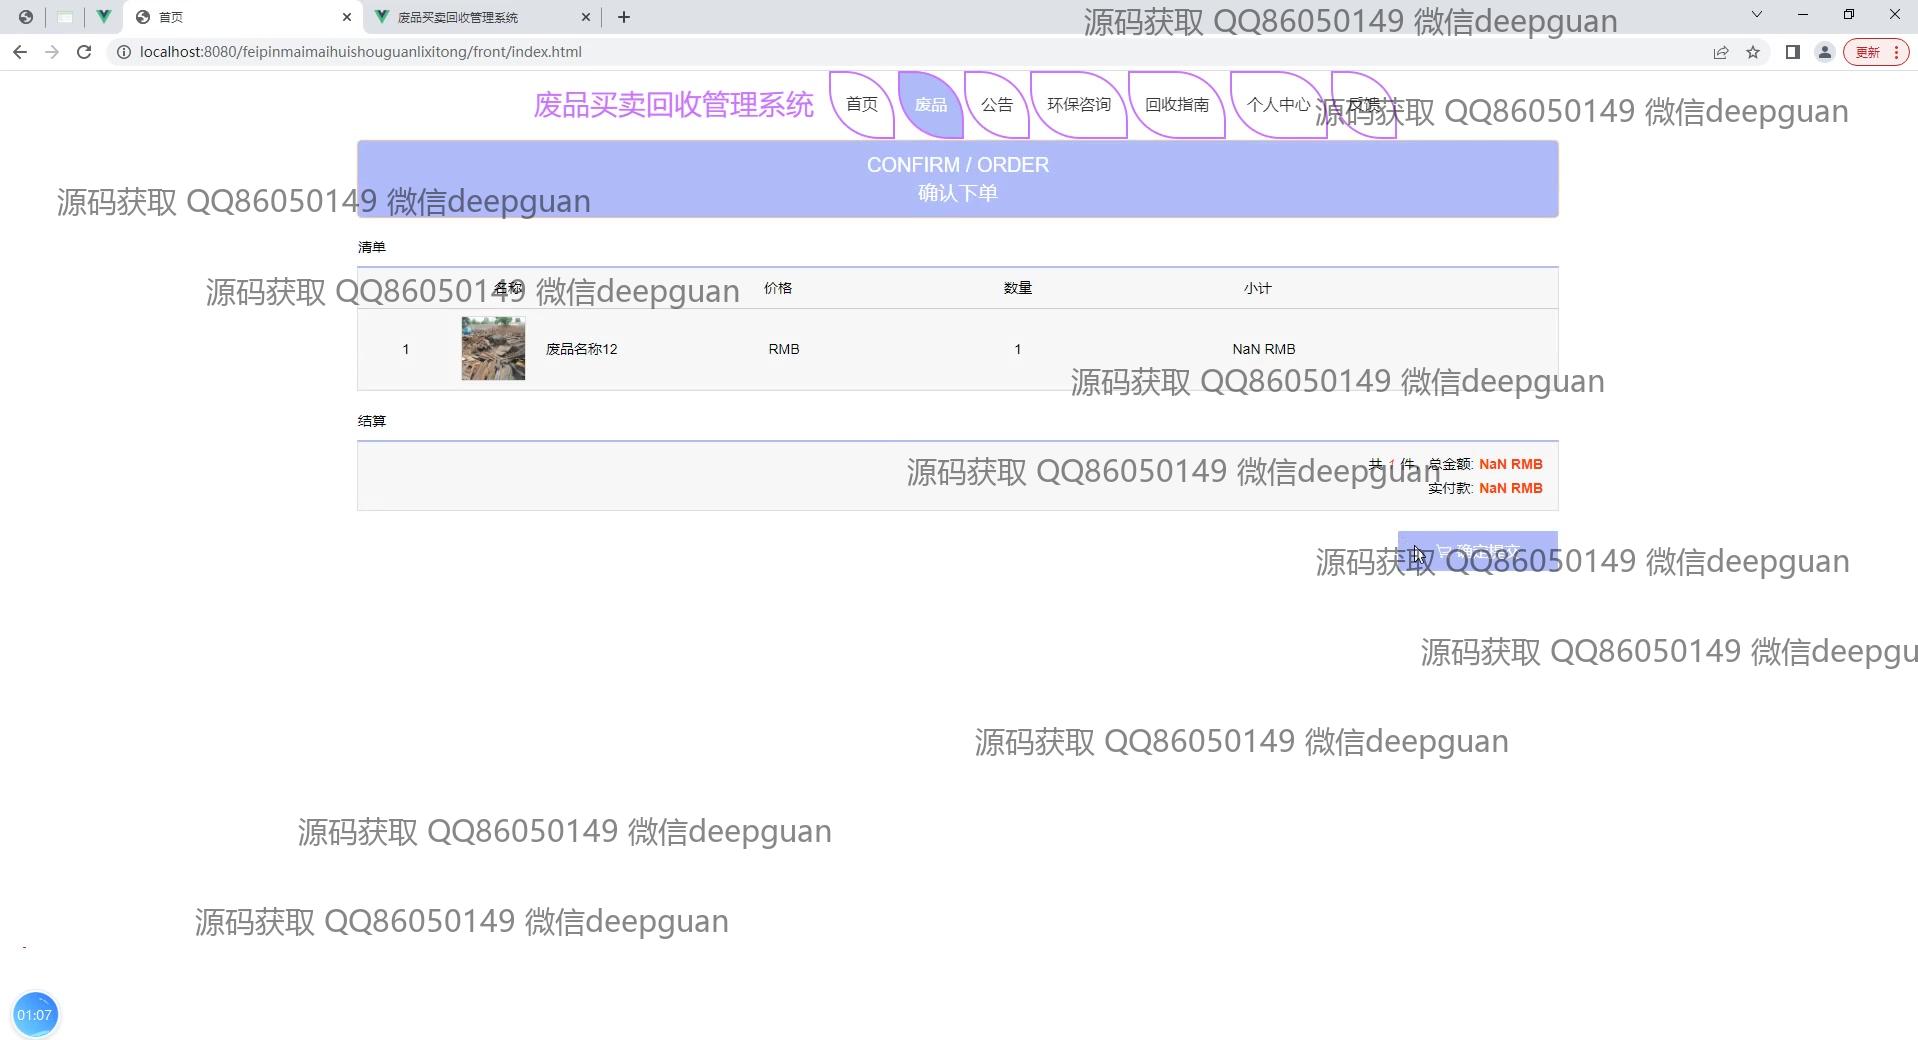 首页
废品买卖回收管理系统
源码获取 QQ86050149 微信deepguan
localhost:8080/feipinmaimaihuishouguanlixitong/front/index.html
更新
废品买卖回收管理系统
首页
废品
公告
环保咨询
回收指南
个人中心
反馈
源码获取 QQ86050149 微信deepguan
CONFIRM / ORDER
确认下单
源码获取 QQ86050149 微信deepguan
清单
名称
价格
数量
小计
源码获取 QQ86050149 微信deepguan
1
废品名称12
RMB
1
NaN RMB
源码获取 QQ86050149 微信deepguan
结算
共 1 件, 总金额: NaN RMB
源码获取 QQ86050149 微信deepguan
实付款: NaN RMB
确定提交
源码获取 QQ86050149 微信deepguan
源码获取 QQ86050149 微信deepgu
源码获取 QQ86050149 微信deepguan
源码获取 QQ86050149 微信deepguan
源码获取 QQ86050149 微信deepguan
01:07